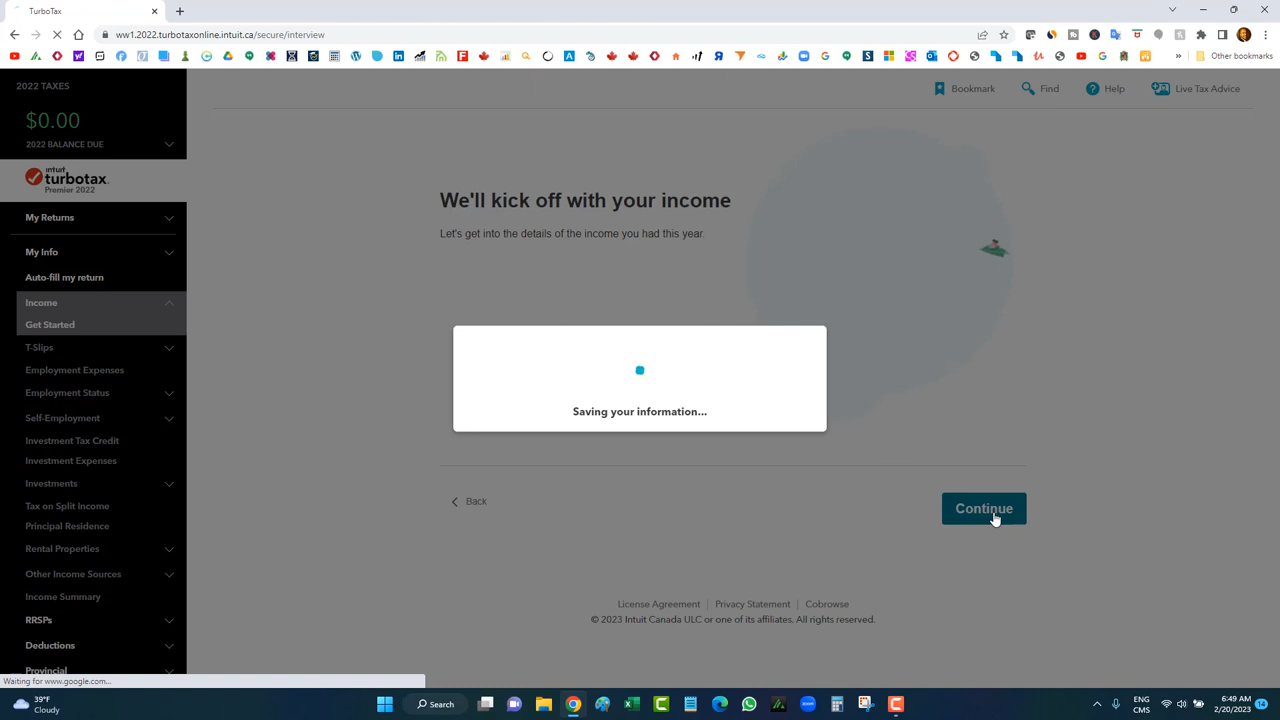 TurboTax
ww1.2.turbotaxonline.intuit.ca/secure/interview
Other bookmarks
2022 TAXES
$0.00
2022 BALANCE DUE
intuit
turbotax
Premier 2022
My Returns
My Info
Auto-fill my return
Income
Get Started
T-Slips
Employment Expenses
Employment Status
Self-Employment
Investment Tax Credit
Investment Expenses
Investments
Tax on Split Income
Principal Residence
Rental Properties
Other Income Sources
Income Summary
RRSPs
Deductions
Provincial
Bookmark Find Help Live Tax Advice
We'll kick off with your income
Let's get into the details of the income you had this year.
Saving your information...
Back
Continue
License Agreement | Privacy Statement | Cobrowse
© 2023 Intuit Canada ULC or one of its affiliates. All rights reserved.
Waiting for www.google.com...
39°F
Cloudy
Search
ENG
CMS
6:49 AM
2/20/2023
14